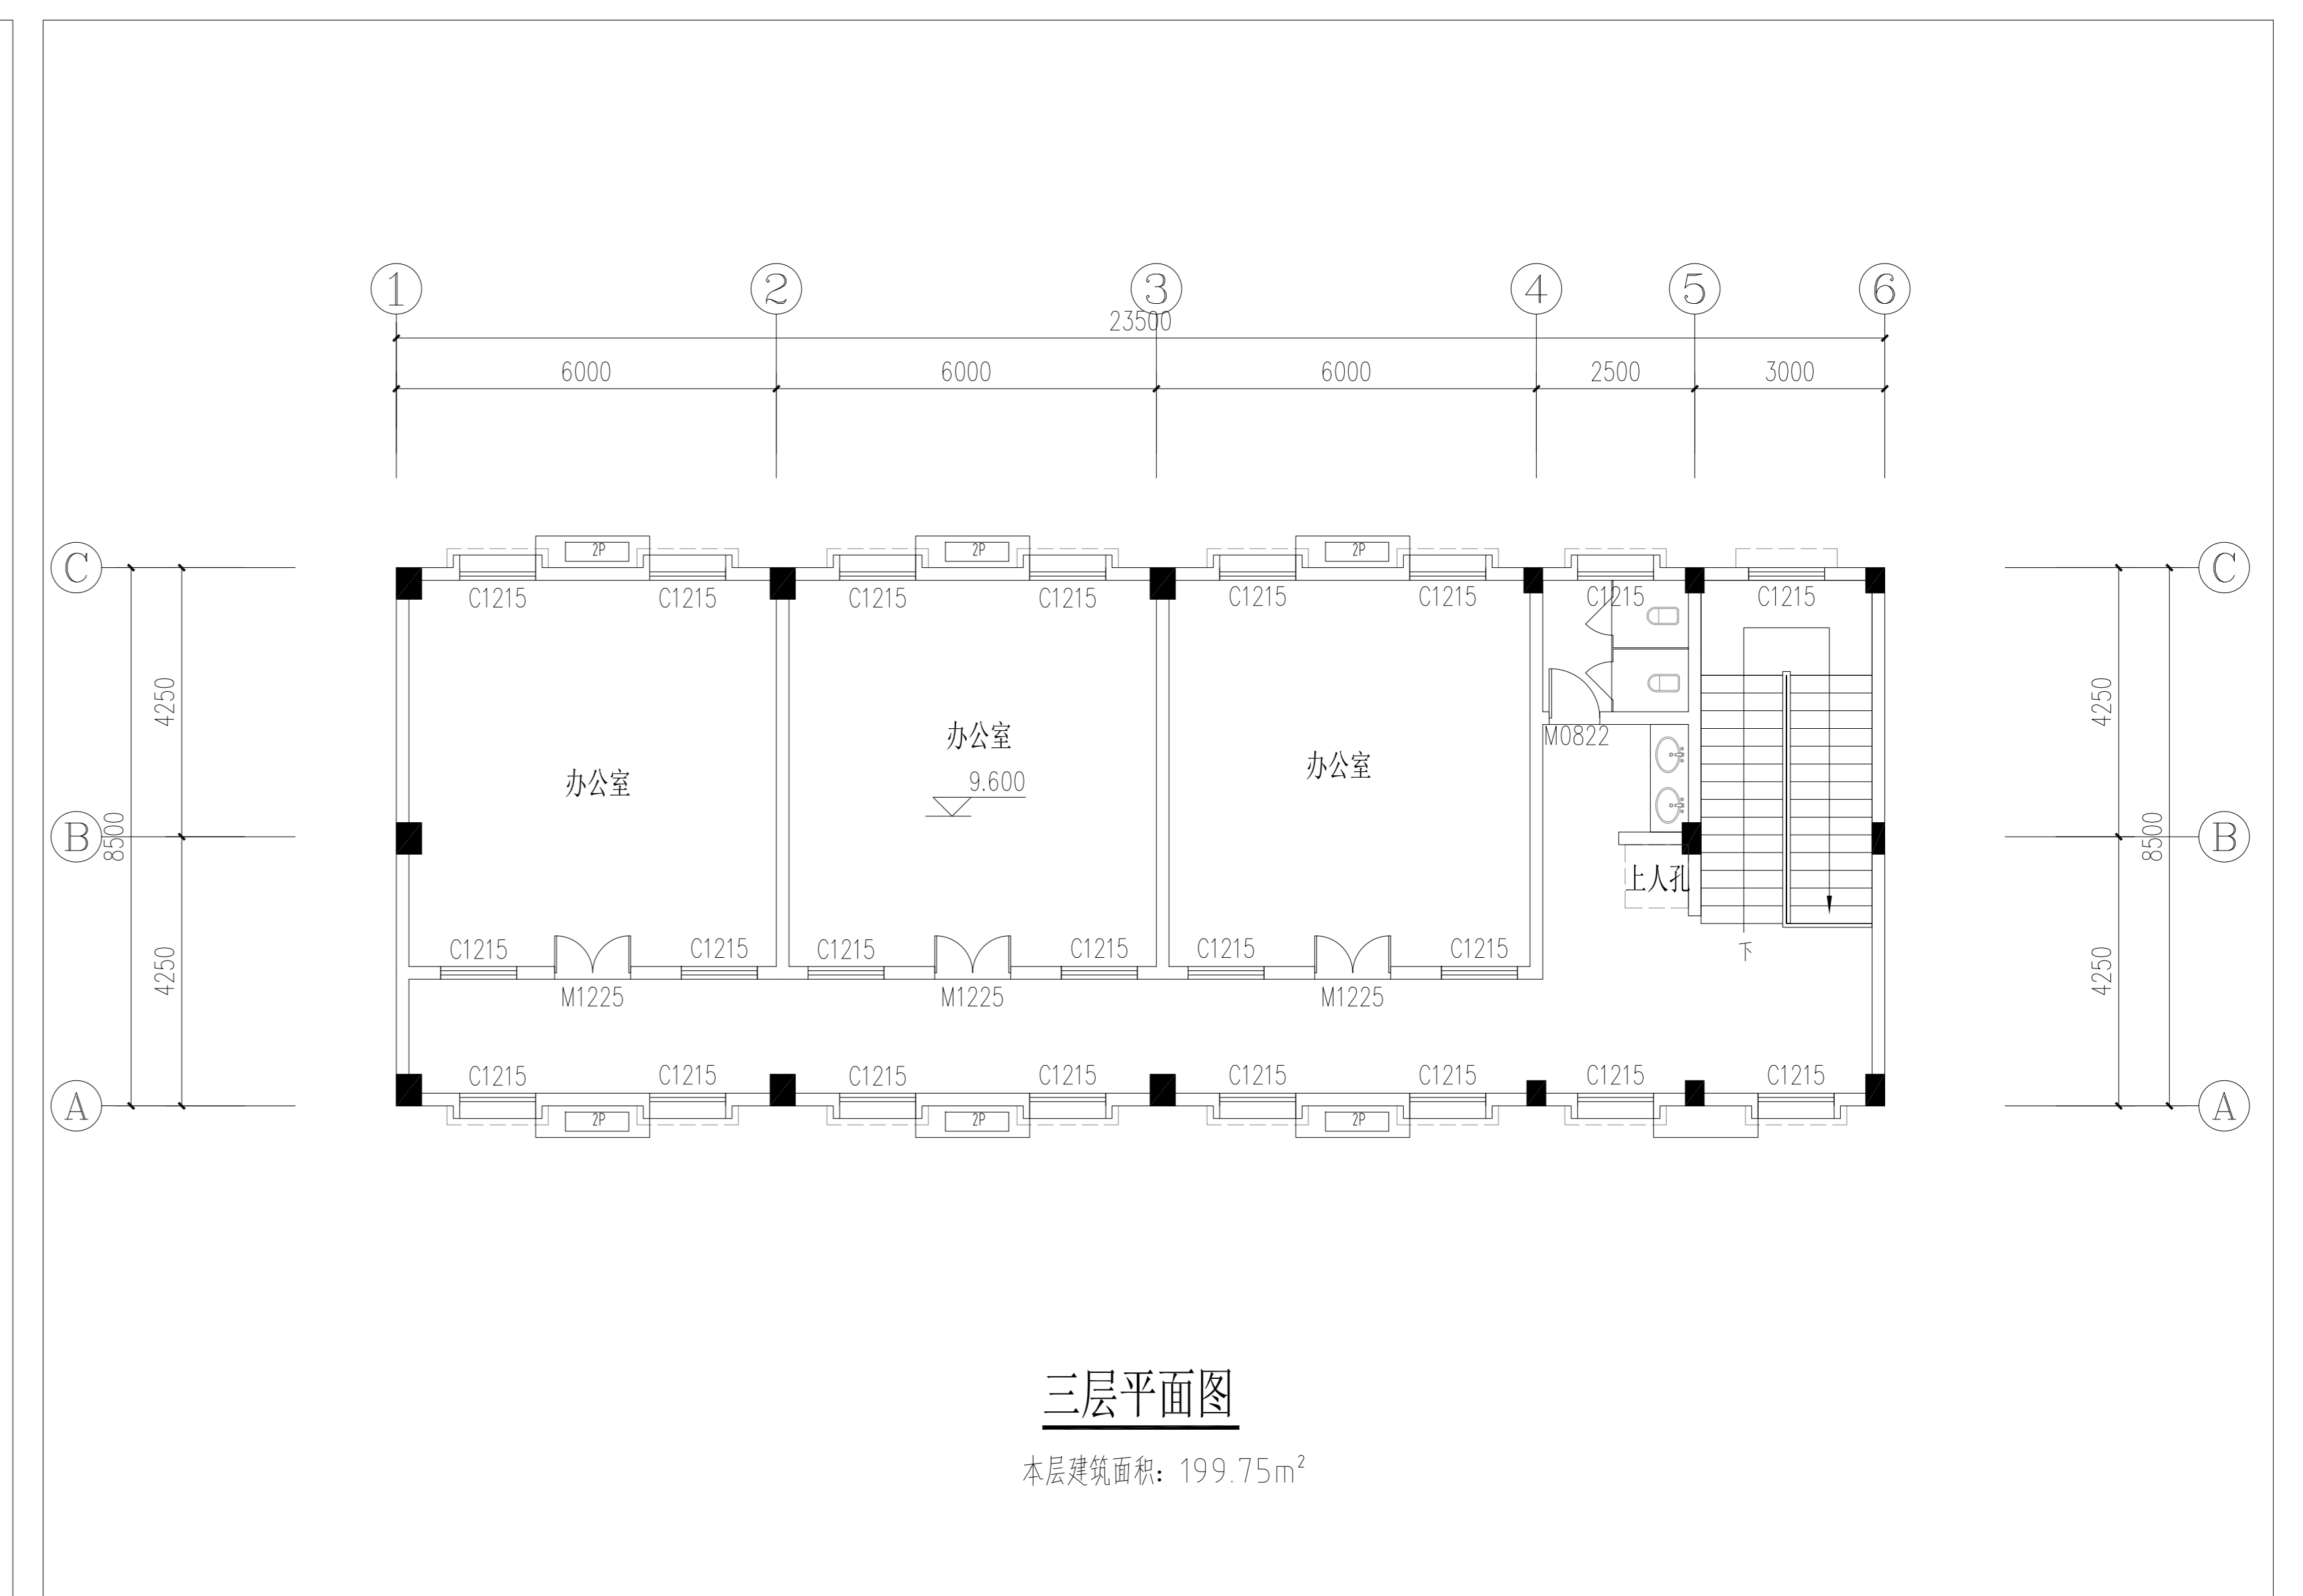 1 2 3 4 5 6
23500
6000 6000 6000 2500 3000
2P 2P 2P
C C
C1215 C1215 C1215 C1215 C1215 C1215 C1215 C1215
4250 4250
办公室 办公室 办公室
M0822
9.600
B 8500 8500 B
上人孔
4250 4250
C1215 C1215 C1215 C1215 C1215 C1215
下
M1225 M1225 M1225
C1215 C1215 C1215 C1215 C1215 C1215 C1215 C1215
A A
2P 2P 2P
三层平面图
本层建筑面积: 199.75m²